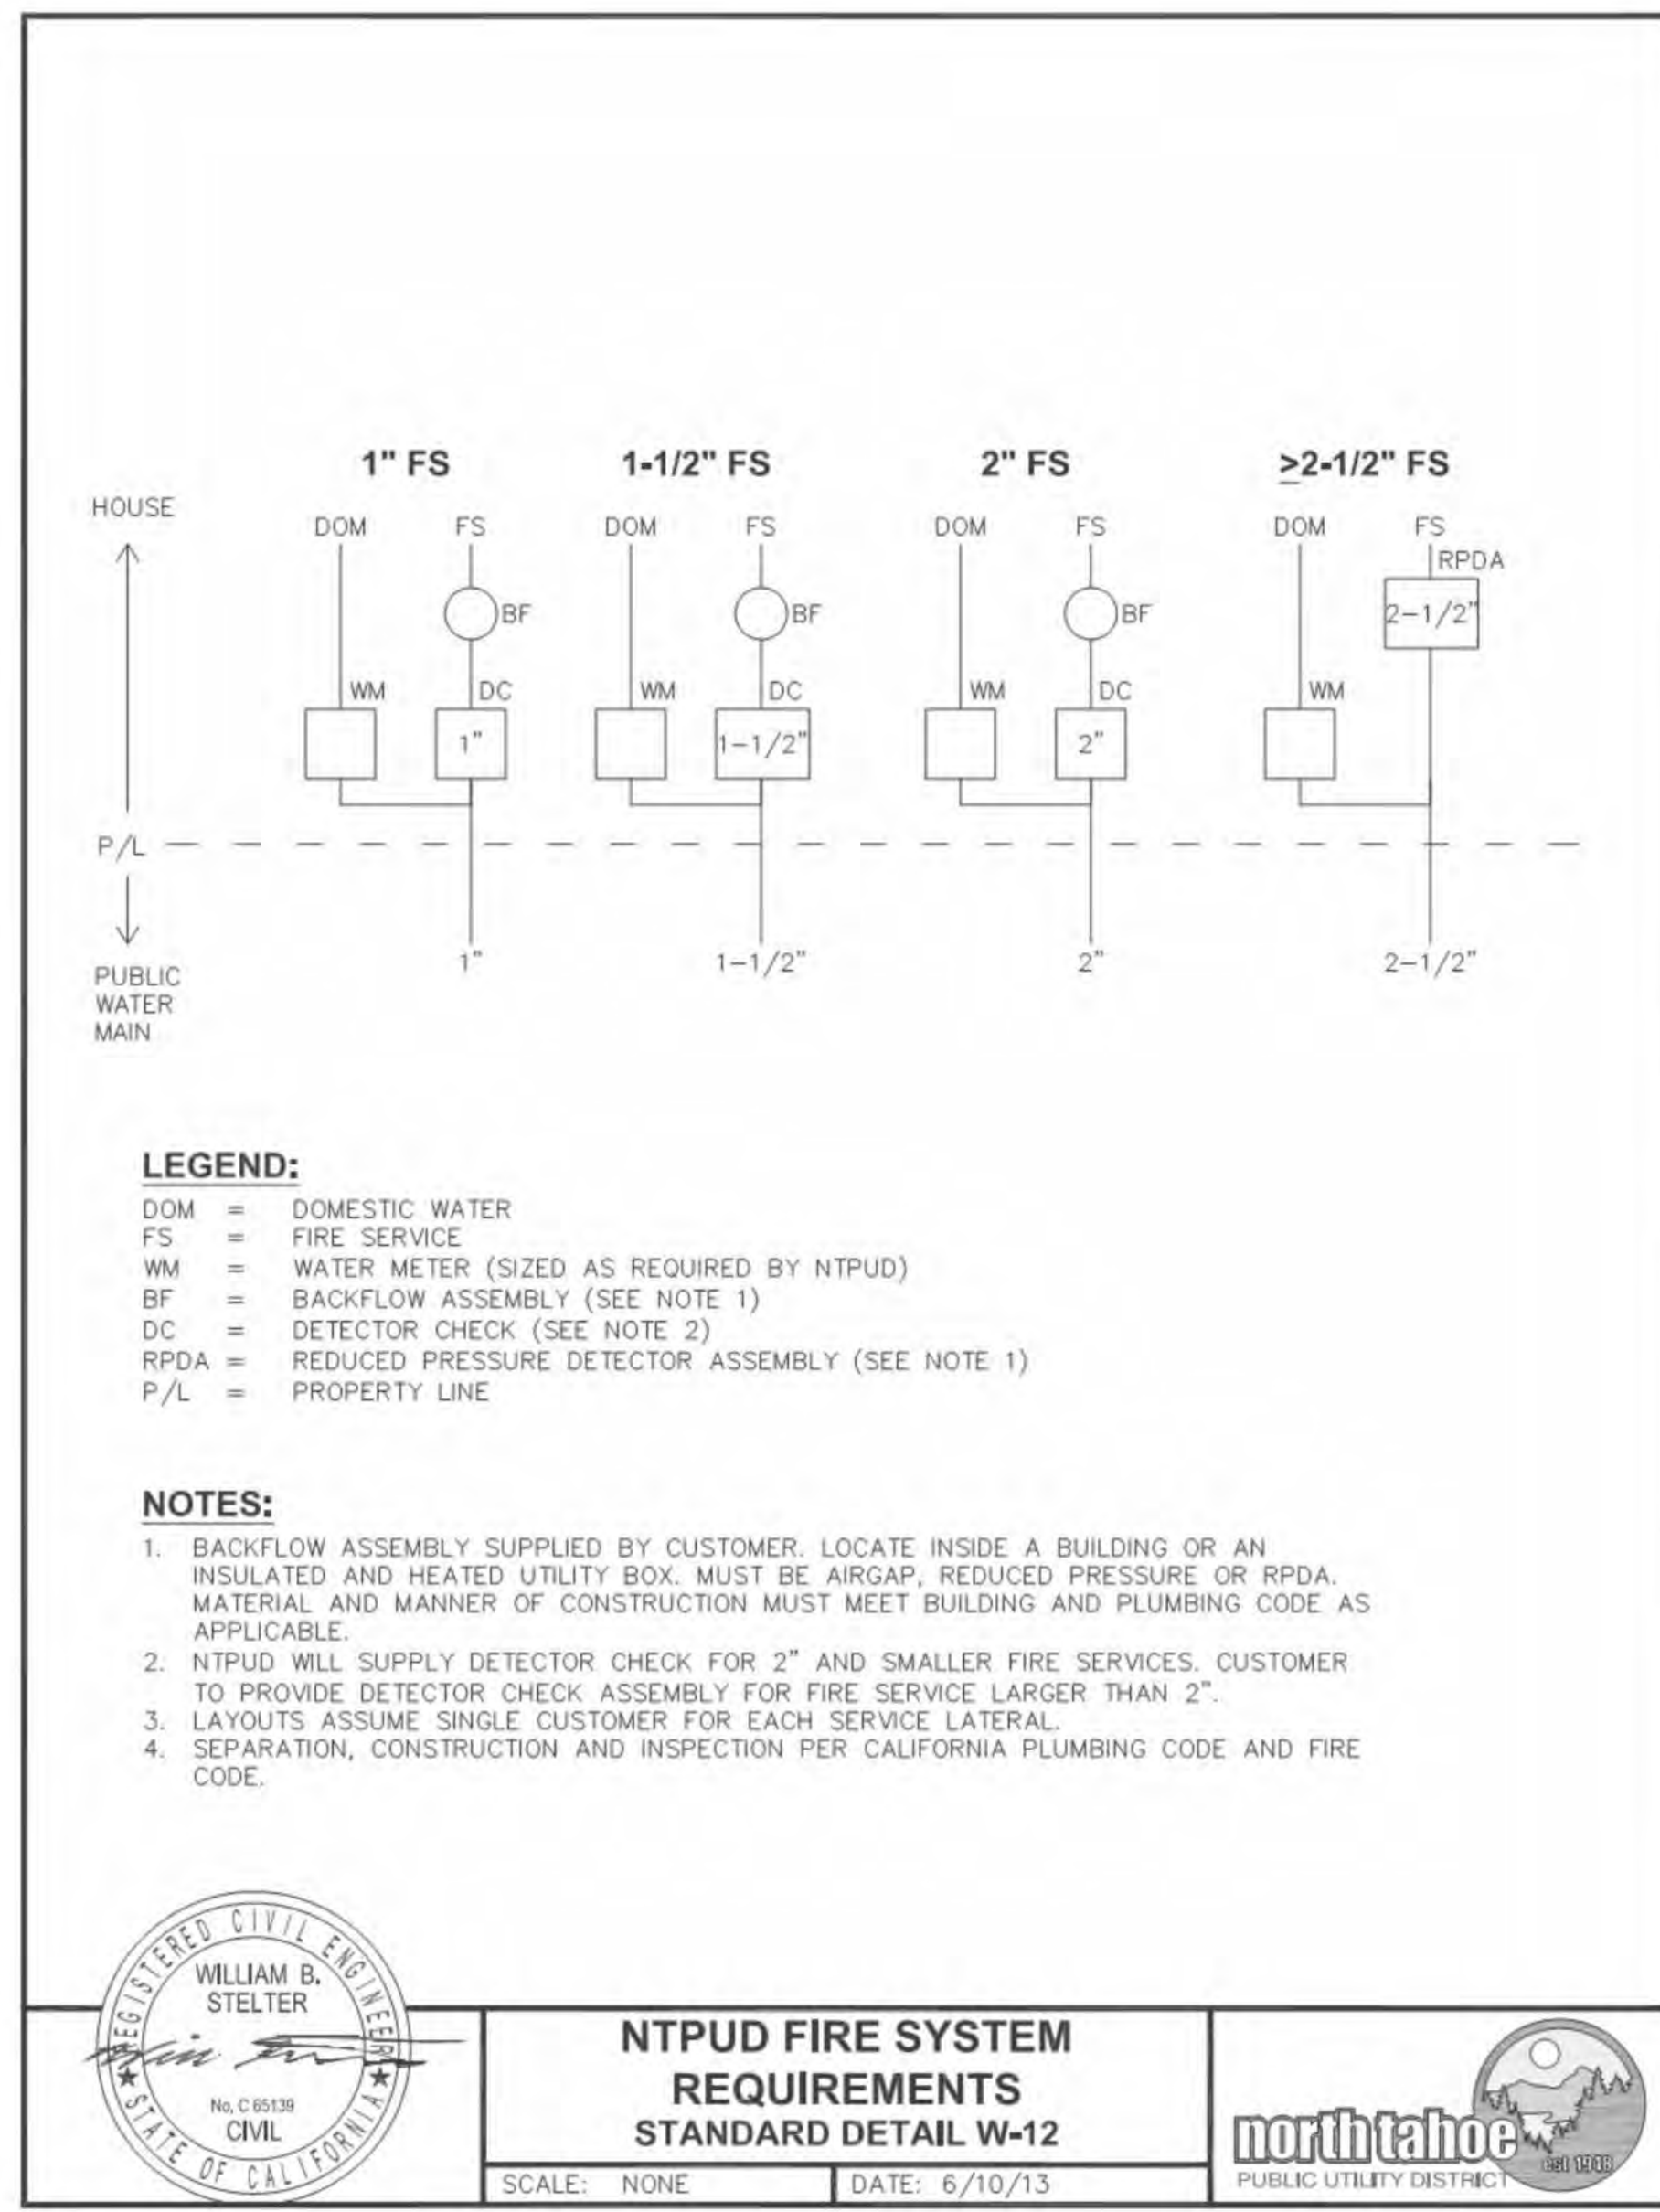 1" FS 1-1/2" FS 2" FS ≥2-1/2" FS
HOUSE
DOM FS DOM FS DOM FS DOM FS
RPDA
BF BF BF 2-1/2"
WM DC WM DC WM DC WM
1" 1-1/2" 2"
P/L
1" 1-1/2" 2" 2-1/2"
PUBLIC
WATER
MAIN
LEGEND:
DOM = DOMESTIC WATER
FS = FIRE SERVICE
WM = WATER METER (SIZED AS REQUIRED BY NTPUD)
BF = BACKFLOW ASSEMBLY (SEE NOTE 1)
DC = DETECTOR CHECK (SEE NOTE 2)
RPDA = REDUCED PRESSURE DETECTOR ASSEMBLY (SEE NOTE 1)
P/L = PROPERTY LINE
NOTES:
1. BACKFLOW ASSEMBLY SUPPLIED BY CUSTOMER. LOCATE INSIDE A BUILDING OR AN
INSULATED AND HEATED UTILITY BOX. MUST BE AIRGAP, REDUCED PRESSURE OR RPDA.
MATERIAL AND MANNER OF CONSTRUCTION MUST MEET BUILDING AND PLUMBING CODE AS
APPLICABLE.
2. NTPUD WILL SUPPLY DETECTOR CHECK FOR 2" AND SMALLER FIRE SERVICES. CUSTOMER
TO PROVIDE DETECTOR CHECK ASSEMBLY FOR FIRE SERVICE LARGER THAN 2".
3. LAYOUTS ASSUME SINGLE CUSTOMER FOR EACH SERVICE LATERAL.
4. SEPARATION, CONSTRUCTION AND INSPECTION PER CALIFORNIA PLUMBING CODE AND FIRE
CODE.
REGISTERED CIVIL ENGINEER
WILLIAM B.
STELTER
No. C 65139
CIVIL
STATE OF CALIFORNIA
NTPUD FIRE SYSTEM
REQUIREMENTS
STANDARD DETAIL W-12
SCALE: NONE DATE: 6/10/13
north tahoe
PUBLIC UTILITY DISTRICT
est 1948